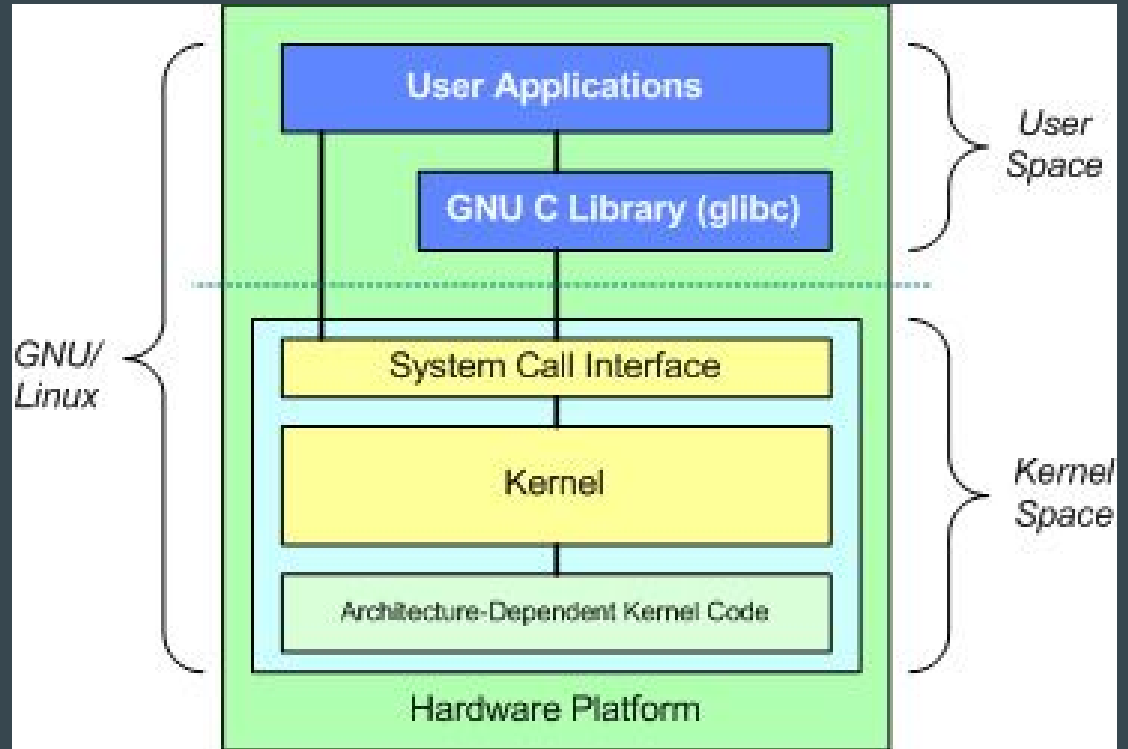 User Applications
User
Space
GNU C Library (glibc)
GNU/
Linux
System Call Interface
Kernel
Kernel
Space
Architecture-Dependent Kernel Code
Hardware Platform